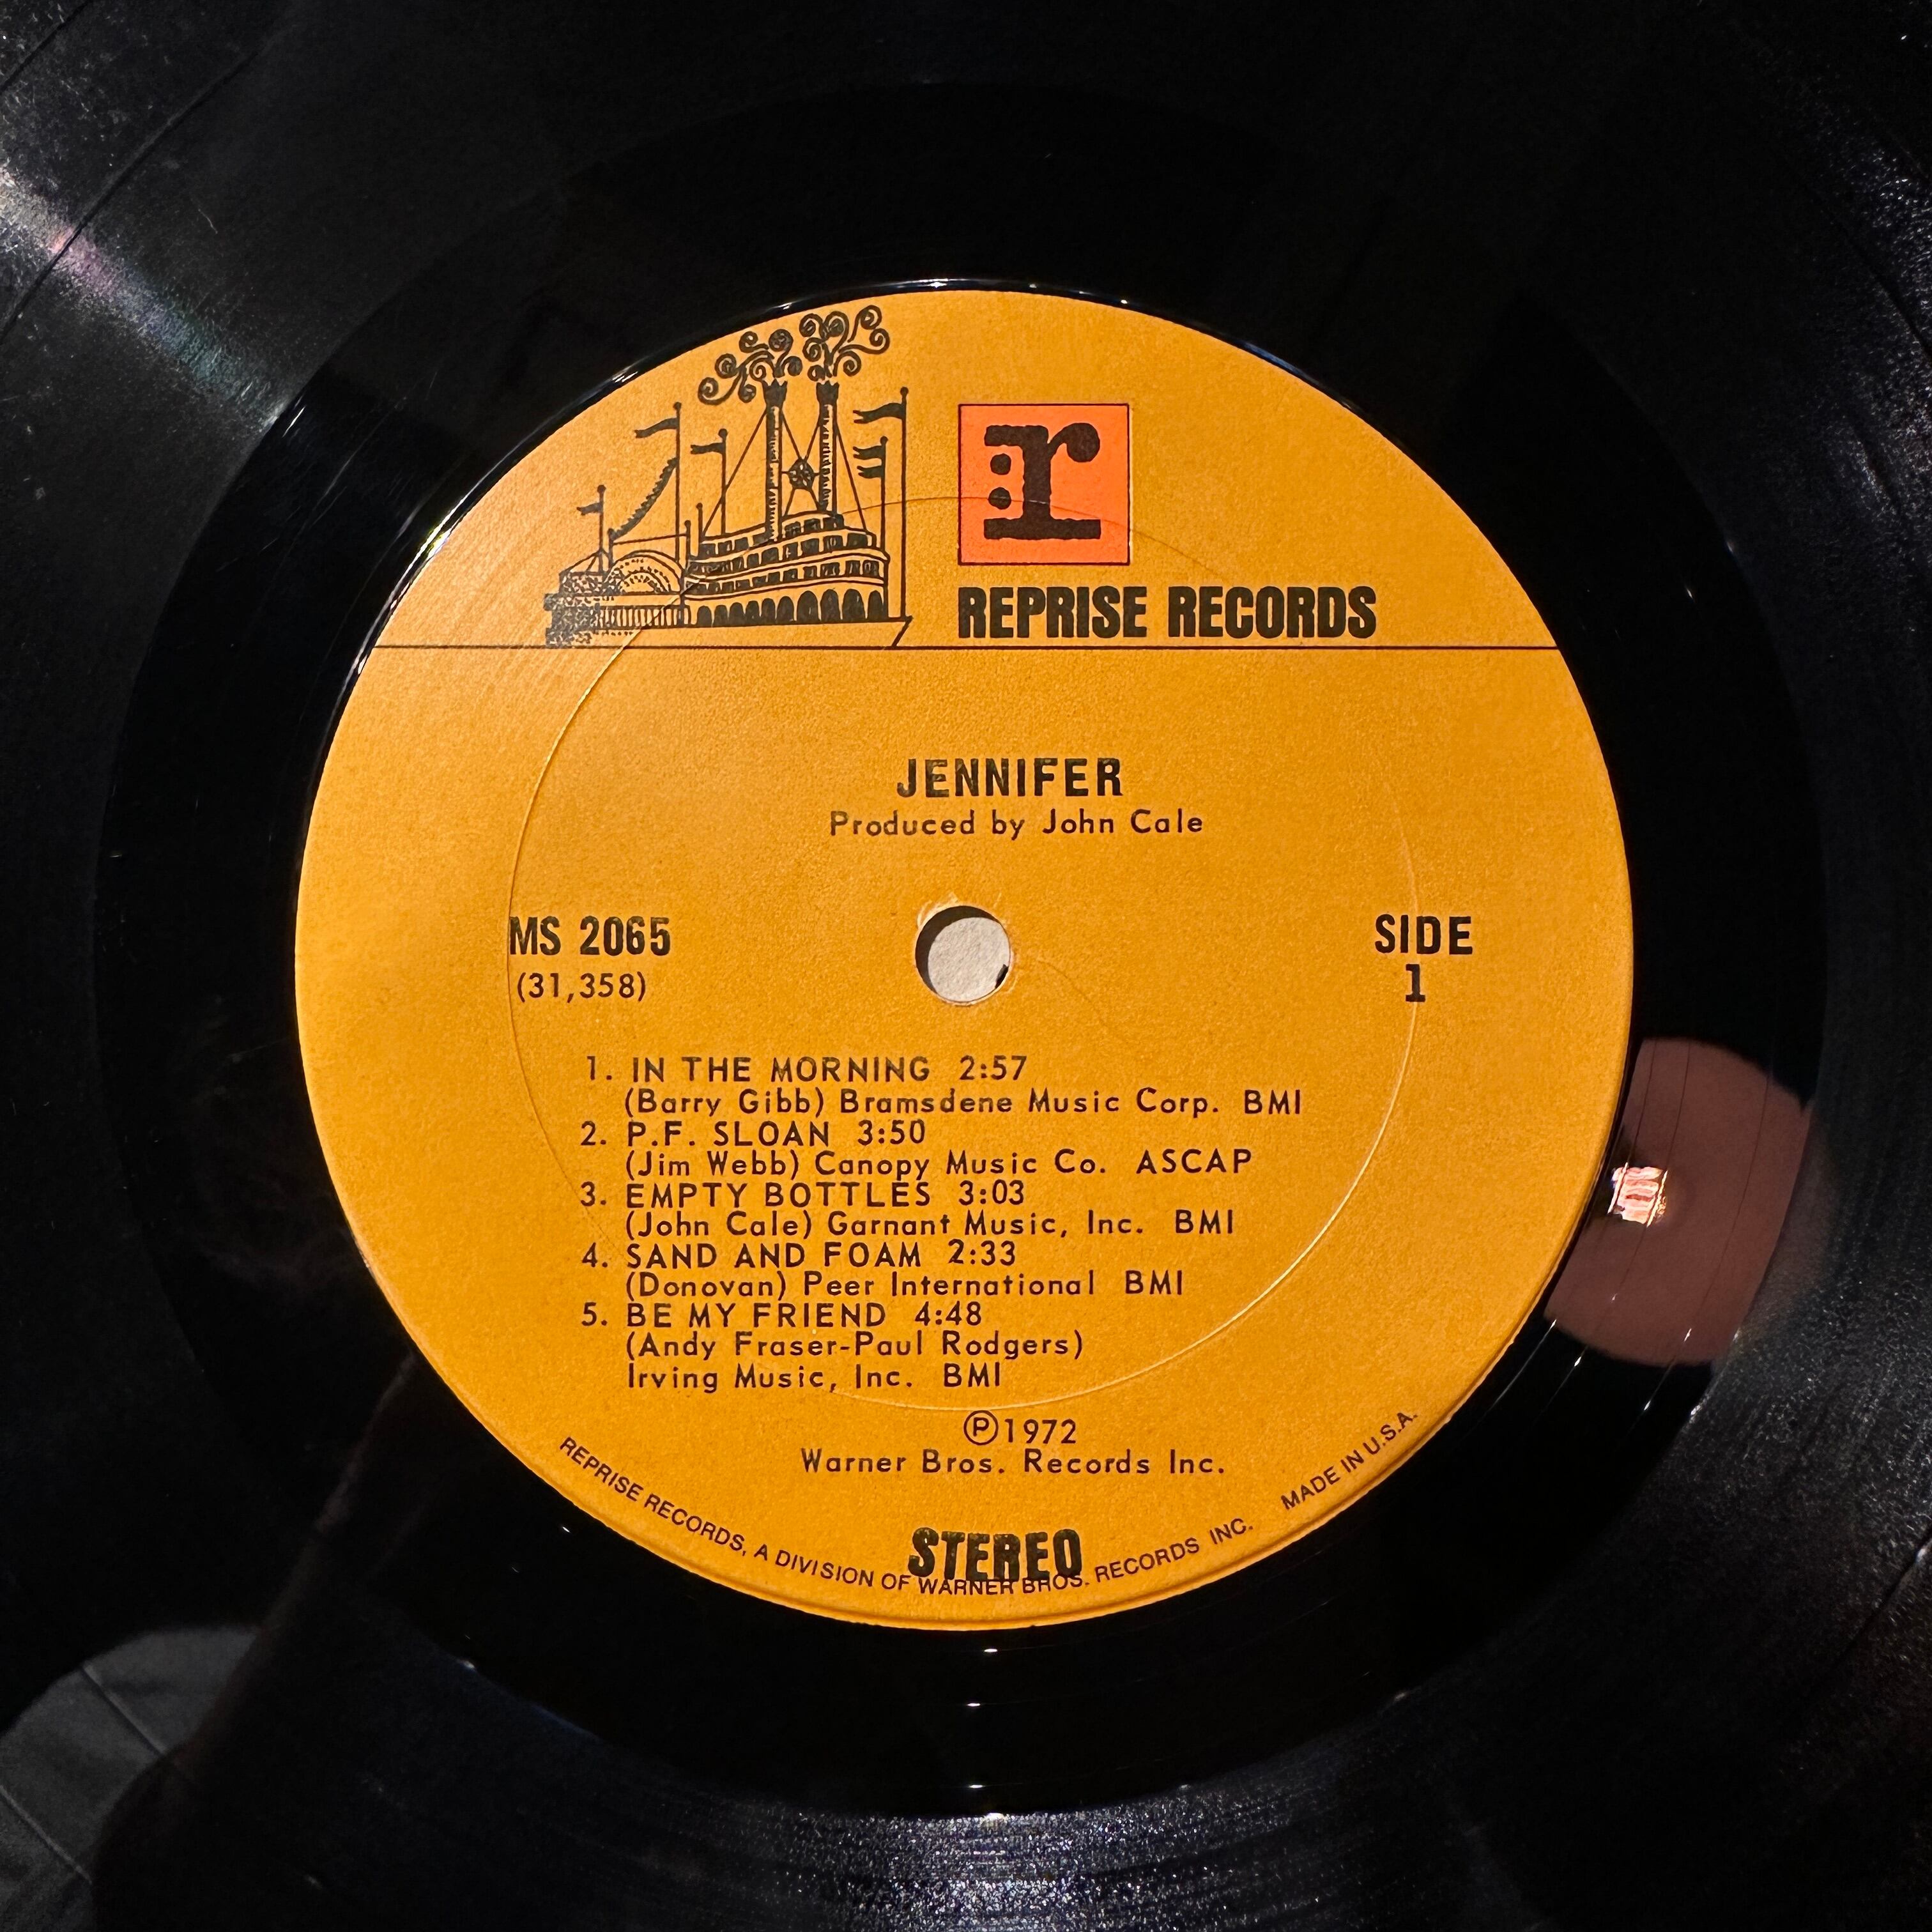 r
REPRISE RECORDS
JENNIFER
Produced by John Cale
MS 2065
(31,358)
SIDE
1
1. IN THE MORNING 2:57
(Barry Gibb) Bramsdene Music Corp. BMI
2. P.F. SLOAN 3:50
(Jim Webb) Canopy Music Co. ASCAP
3. EMPTY BOTTLES 3:03
(John Cale) Garnant Music, Inc. BMI
4. SAND AND FOAM 2:33
(Donovan) Peer International BMI
5. BE MY FRIEND 4:48
(Andy Fraser-Paul Rodgers)
Irving Music, Inc. BMI
℗1972
Warner Bros. Records Inc.
STEREO
REPRISE RECORDS, A DIVISION OF WARNER BROS. RECORDS INC. MADE IN U.S.A.